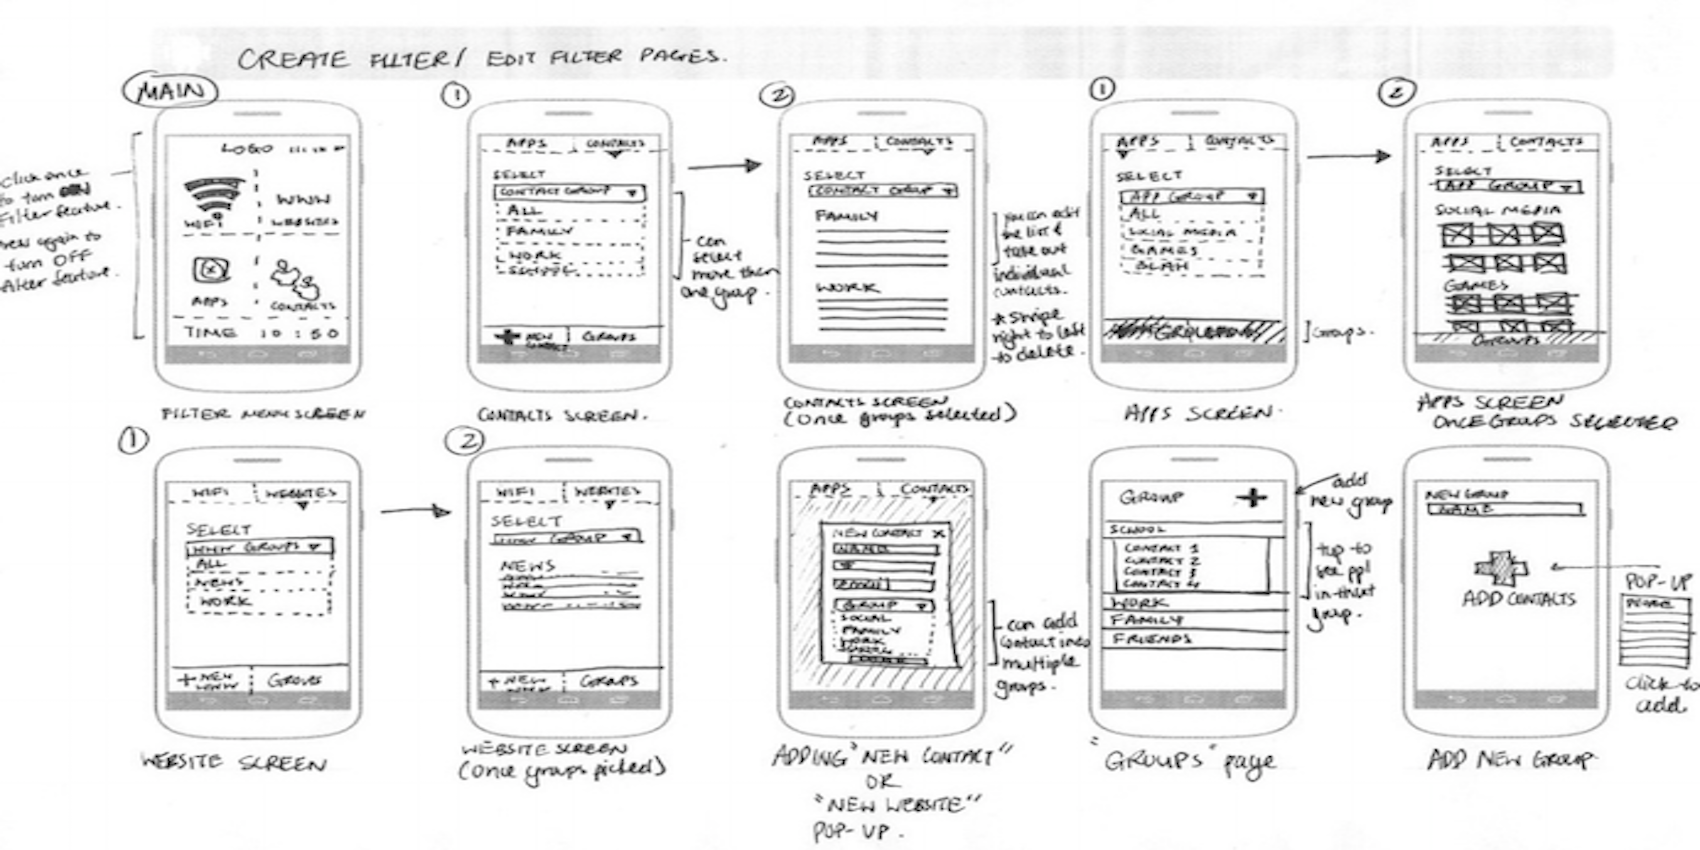 CREATE FILTER/ EDIT FILTER PAGES.
MAIN
Click once
to turn ON
Filter feature.
again to
turn OFF
filter feature.
LOGO
WIFI
WWW
WEBSITES
APPS
CONTACTS
TIME 10:50
FILTER MENU SCREEN
1
APPS CONTACTS
SELECT
CONTACT GROUP
ALL
FAMILY
WORK
SCHOOL
+ NEW CONTACT
GROUPS
can
select
more then
one group.
CONTACTS SCREEN.
2
APPS CONTACTS
SELECT
CONTACT GROUP
FAMILY
WORK
you can edit
the list &
take out
individual
contacts.
* Swipe
right to left
to delete.
CONTACTS SCREEN
(once groups selected)
1
APPS CONTACTS
SELECT
APP GROUP
ALL
SOCIAL MEDIA
GAMES
BLAH
Groups.
APPS SCREEN
2
APPS CONTACTS
SELECT
APP GROUP
SOCIAL MEDIA
GAMES
GROUPS
APPS SCREEN
ONCE GROUPS SELECTED
1
WIFI WEBSITES
SELECT
WWW GROUPS
ALL
NEWS
WORK
+ NEW WWW
GROUPS
WEBSITE SCREEN
2
WIFI WEBSITES
SELECT
WWW GROUP
NEWS
+ NEW WWW
GROUPS
WEBSITE SCREEN
(once groups picked)
APPS CONTACTS
NEW CONTACT X
NAME
EMAIL
GROUP
SOCIAL
FAMILY
WORK
SCHOOL
can add
contact into
multiple
groups.
ADDING "NEW CONTACT"
OR
"NEW WEBSITE"
POP-UP.
GROUP +
SCHOOL
CONTACT 1
CONTACT 2
CONTACT 3
CONTACT 4
WORK
FAMILY
FRIENDS
add
new group
tap to
see ppl
in that
group.
"GROUPS" page
NEW GROUP
NAME
ADD CONTACTS
POP-UP
Click to
add
ADD NEW GROUP